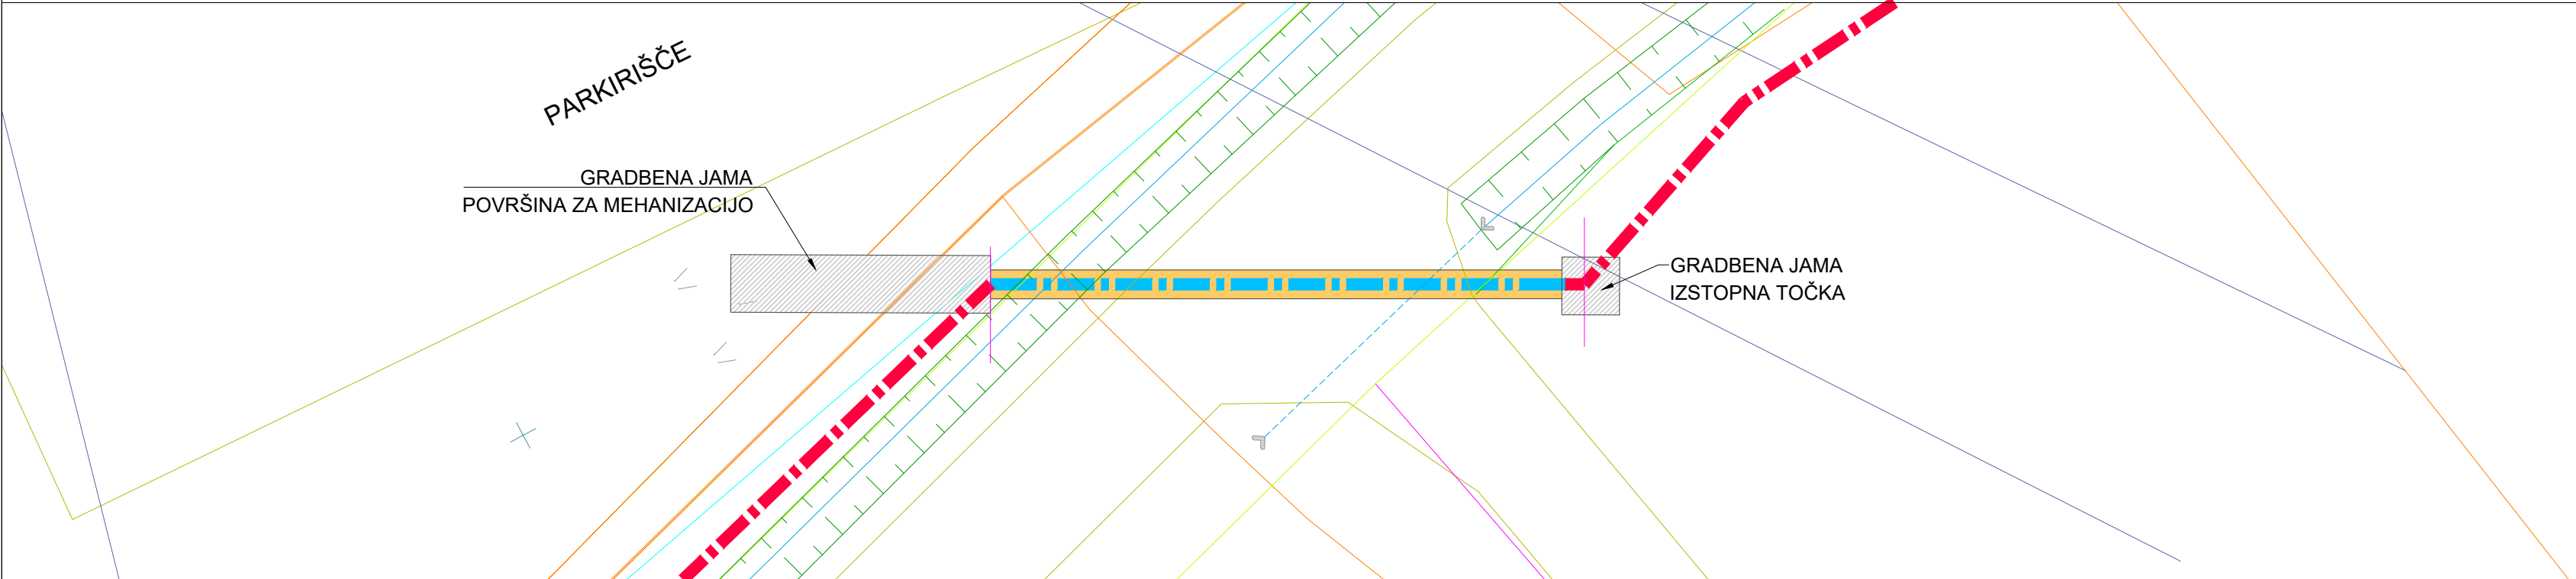 PARKIRIŠČE
GRADBENA JAMA
POVRŠINA ZA MEHANIZACIJO
GRADBENA JAMA
IZSTOPNA TOČKA